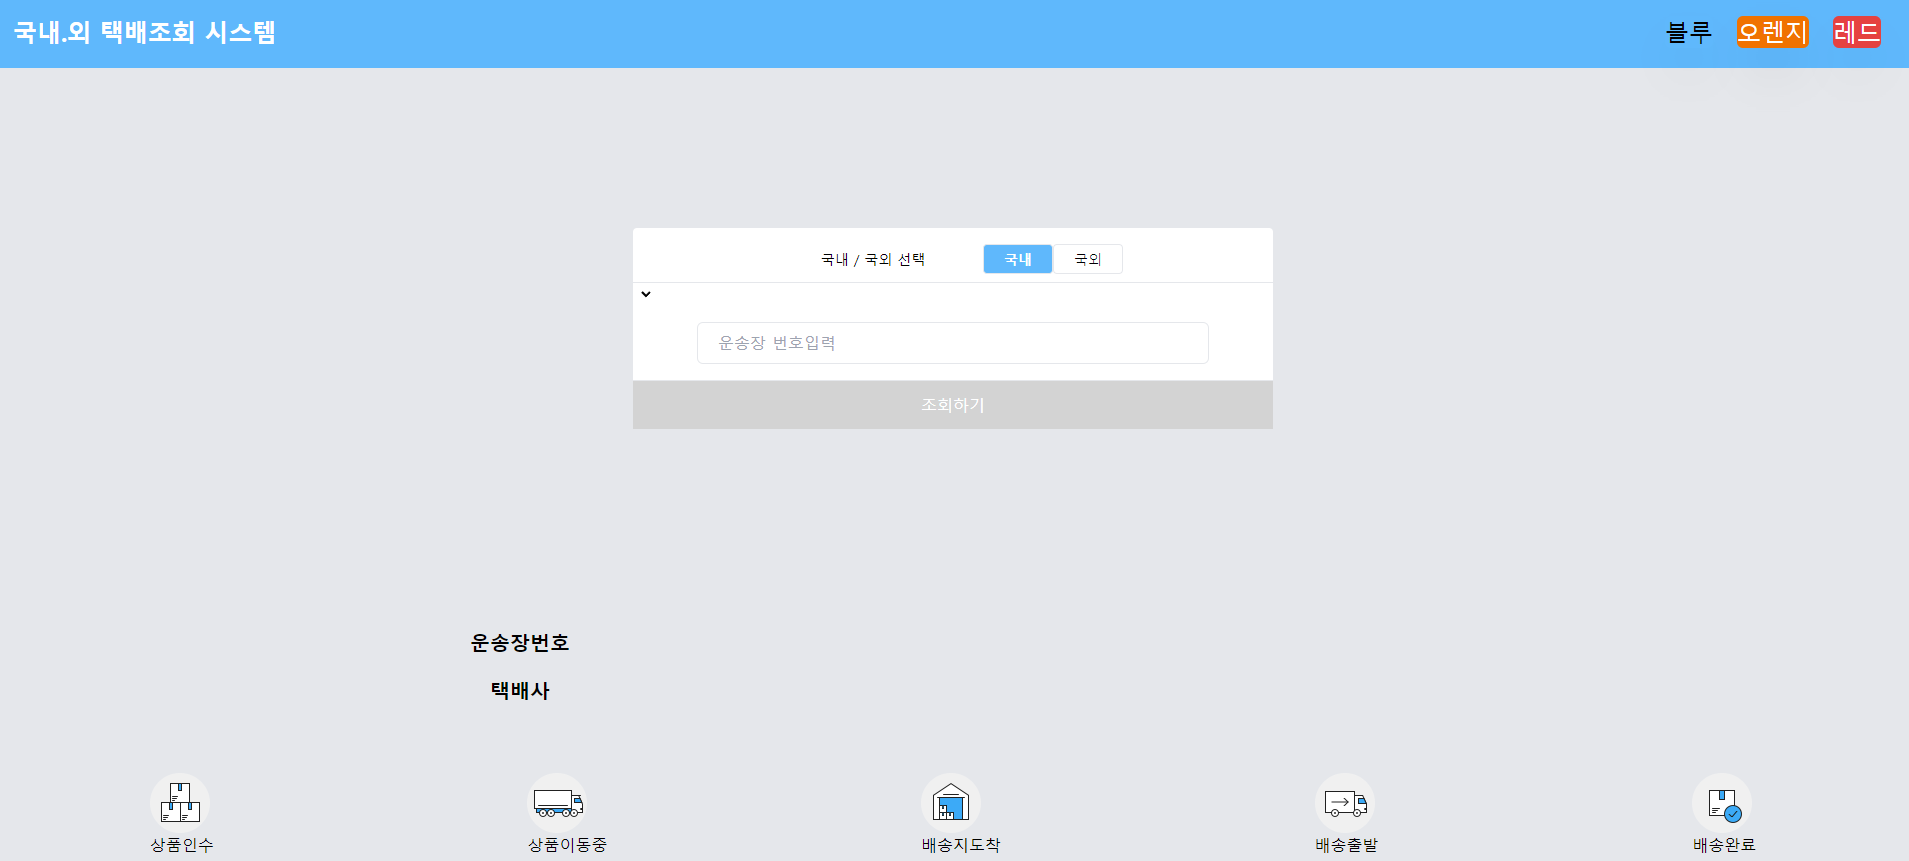 국내.외 택배조회 시스템
블루 오렌지 레드
국내 / 국외 선택 국내 국외
운송장 번호입력
조회하기
운송장번호
택배사
상품인수 상품이동중 배송지도착 배송출발 배송완료